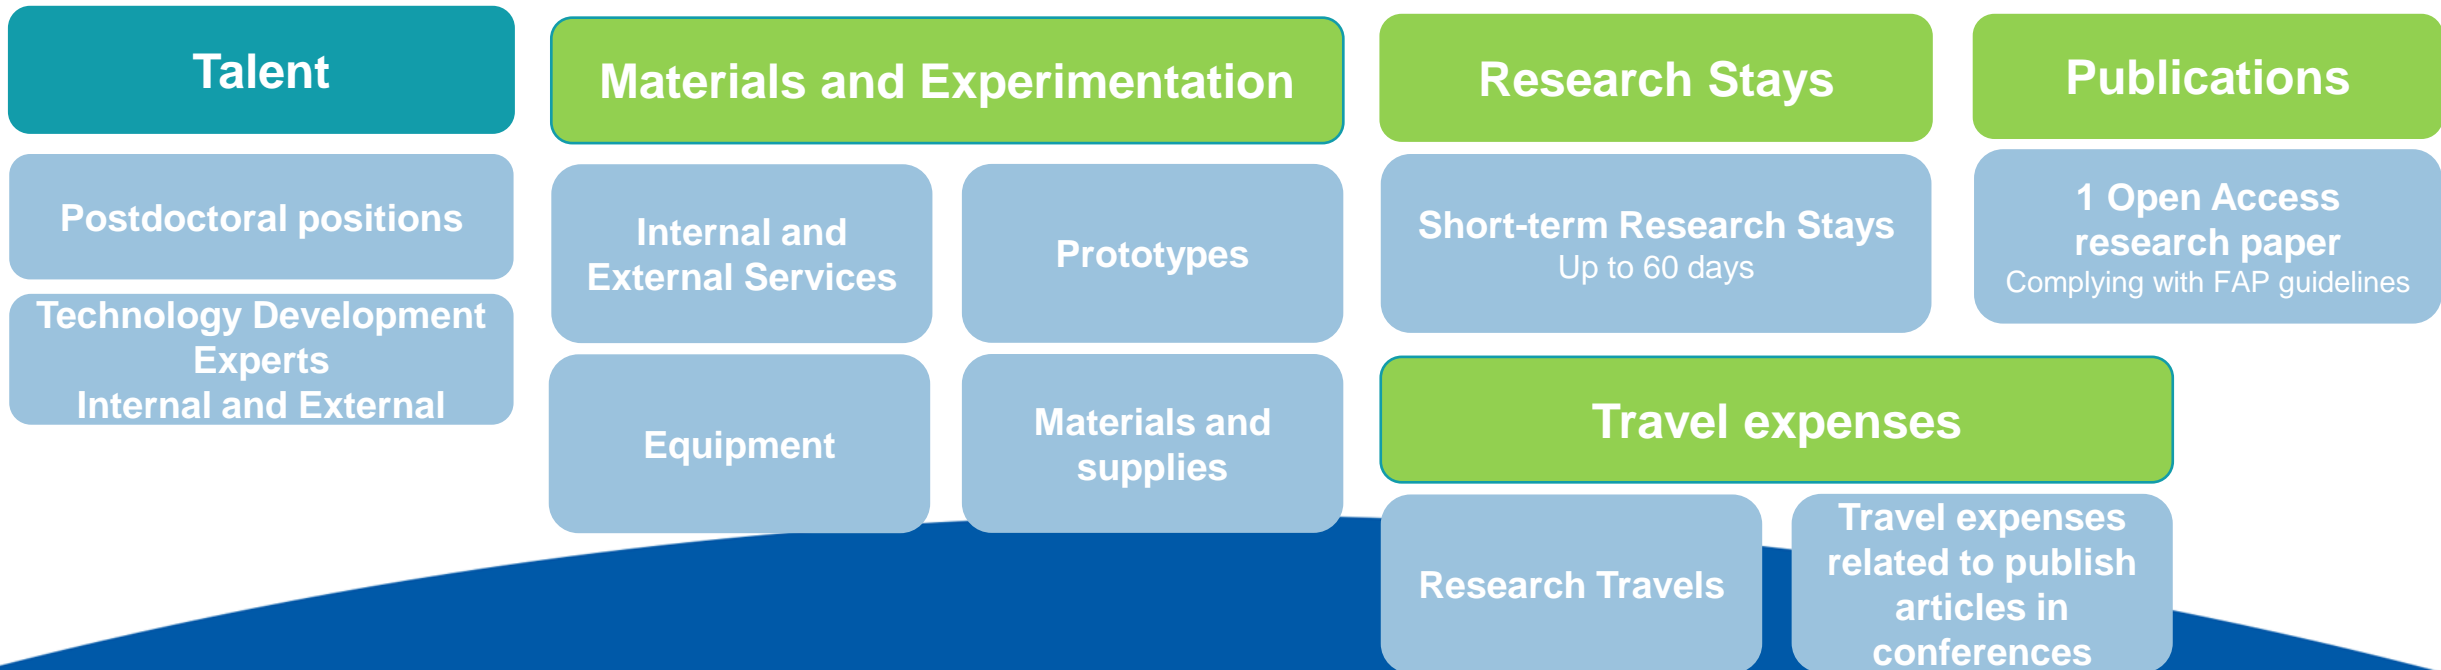 Talent
Postdoctoral positions
Technology Development
Experts
Internal and External
Materials and Experimentation
Internal and
External Services
Prototypes
Equipment
Materials and
supplies
Research Stays
Short-term Research Stays
Up to 60 days
Publications
1 Open Access
research paper
Complying with FAP guidelines
Travel expenses
Research Travels
Travel expenses
related to publish
articles in
conferences